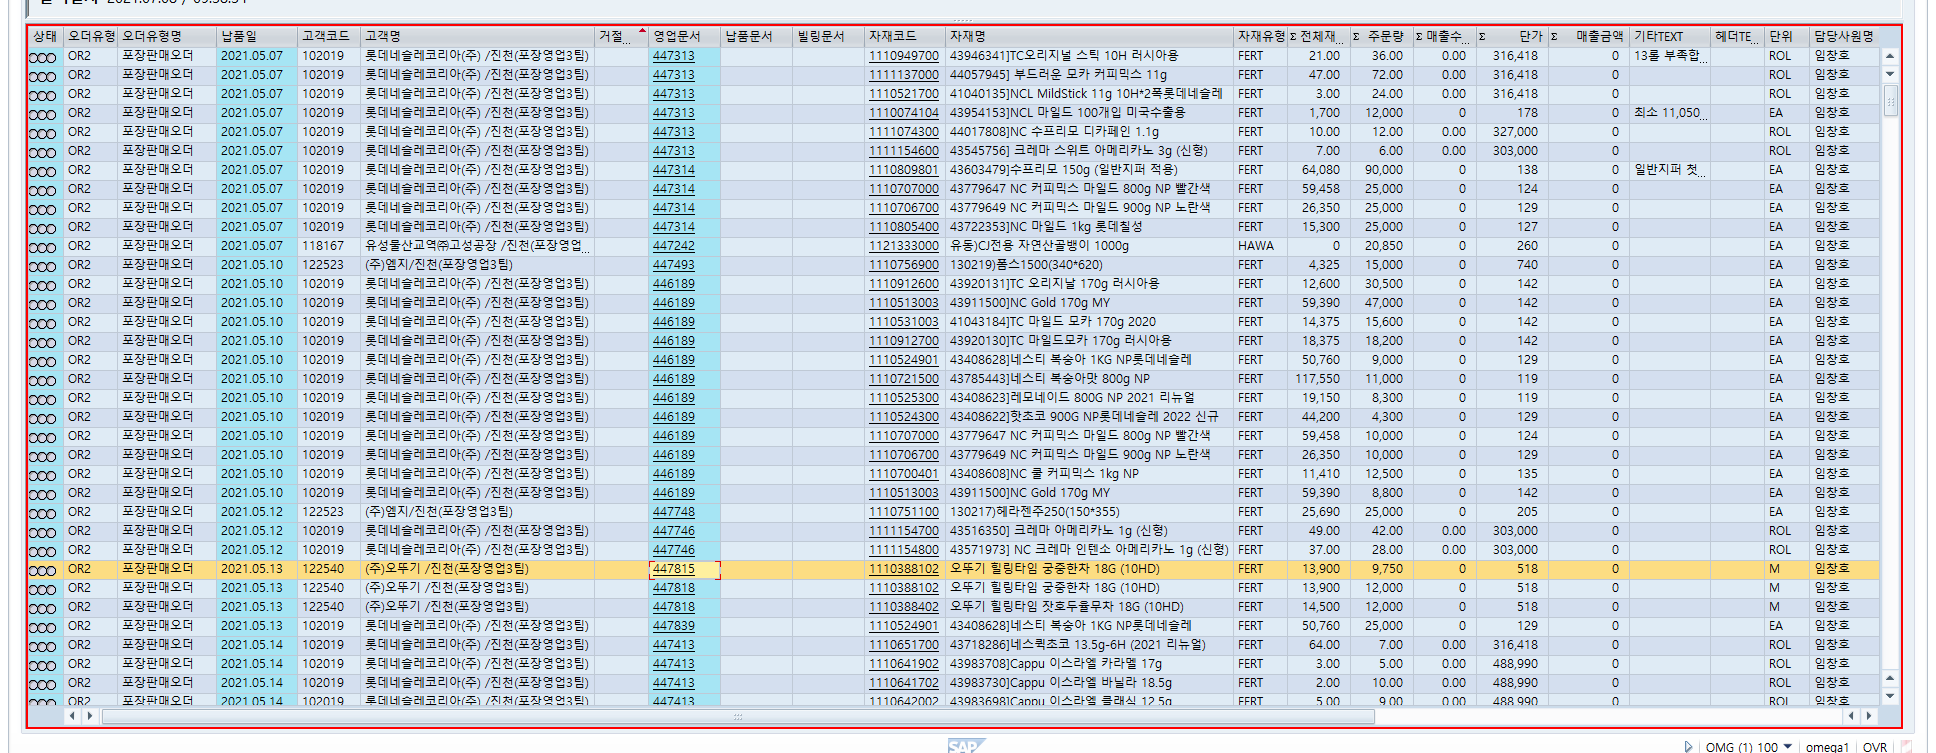 상태 오더유형 오더유형명 납품일 고객코드 고객명 거절... 영업문서 납품문서 빌링문서 자재코드 자재명 자재유형 Σ 전체재... Σ 주문량 Σ 매출수... Σ 단가 Σ 매출금액 기타TEXT 헤더TE... 단위 담당사원명
OR2 포장판매오더 2021.05.07 102019 롯데네슬레코리아(주) /진천(포장영업3팀) 447313 1110949700 43946341]TC오리지널 스틱 10H 러시아용 FERT 21.00 36.00 0.00 316,418 0 13롤 부족합... ROL 임창호
OR2 포장판매오더 2021.05.07 102019 롯데네슬레코리아(주) /진천(포장영업3팀) 447313 1111137000 44057945] 부드러운 모카 커피믹스 11g FERT 47.00 72.00 0.00 316,418 0 ROL 임창호
OR2 포장판매오더 2021.05.07 102019 롯데네슬레코리아(주) /진천(포장영업3팀) 447313 1110521700 41040135]NCL MildStick 11g 10H*2폭롯데네슬레 FERT 3.00 24.00 0.00 316,418 0 ROL 임창호
OR2 포장판매오더 2021.05.07 102019 롯데네슬레코리아(주) /진천(포장영업3팀) 447313 1110074104 43954153]NCL 마일드 100개입 미국수출용 FERT 1,700 12,000 0 178 0 최소 11,050... EA 임창호
OR2 포장판매오더 2021.05.07 102019 롯데네슬레코리아(주) /진천(포장영업3팀) 447313 1111074300 44017808]NC 수프리모 디카페인 1.1g FERT 10.00 12.00 0.00 327,000 0 ROL 임창호
OR2 포장판매오더 2021.05.07 102019 롯데네슬레코리아(주) /진천(포장영업3팀) 447313 1111154600 43545756] 크레마 스위트 아메리카노 3g (신형) FERT 7.00 6.00 0.00 303,000 0 ROL 임창호
OR2 포장판매오더 2021.05.07 102019 롯데네슬레코리아(주) /진천(포장영업3팀) 447314 1110809801 43603479]수프리모 150g (일반지퍼 적용) FERT 64,080 90,000 0 138 0 일반지퍼 첫... EA 임창호
OR2 포장판매오더 2021.05.07 102019 롯데네슬레코리아(주) /진천(포장영업3팀) 447314 1110707000 43779647 NC 커피믹스 마일드 800g NP 빨간색 FERT 59,458 25,000 0 124 0 EA 임창호
OR2 포장판매오더 2021.05.07 102019 롯데네슬레코리아(주) /진천(포장영업3팀) 447314 1110706700 43779649 NC 커피믹스 마일드 900g NP 노란색 FERT 26,350 25,000 0 129 0 EA 임창호
OR2 포장판매오더 2021.05.07 102019 롯데네슬레코리아(주) /진천(포장영업3팀) 447314 1110805400 43722353]NC 마일드 1kg 롯데칠성 FERT 15,300 25,000 0 127 0 EA 임창호
OR2 포장판매오더 2021.05.07 118167 유성물산교역㈜고성공장 /진천(포장영업... 447242 1121333000 유동)CJ전용 자연산골뱅이 1000g HAWA 0 20,850 0 260 0 EA 임창호
OR2 포장판매오더 2021.05.10 122523 (주)엠지/진천(포장영업3팀) 447493 1110756900 130219)폼스1500(340*620) FERT 4,325 15,000 0 740 0 EA 임창호
OR2 포장판매오더 2021.05.10 102019 롯데네슬레코리아(주) /진천(포장영업3팀) 446189 1110912600 43920131]TC 오리지날 170g 러시아용 FERT 12,600 30,500 0 142 0 EA 임창호
OR2 포장판매오더 2021.05.10 102019 롯데네슬레코리아(주) /진천(포장영업3팀) 446189 1110513003 43911500]NC Gold 170g MY FERT 59,390 47,000 0 142 0 EA 임창호
OR2 포장판매오더 2021.05.10 102019 롯데네슬레코리아(주) /진천(포장영업3팀) 446189 1110531003 41043184]TC 마일드 모카 170g 2020 FERT 14,375 15,600 0 142 0 EA 임창호
OR2 포장판매오더 2021.05.10 102019 롯데네슬레코리아(주) /진천(포장영업3팀) 446189 1110912700 43920130]TC 마일드모카 170g 러시아용 FERT 18,375 18,200 0 142 0 EA 임창호
OR2 포장판매오더 2021.05.10 102019 롯데네슬레코리아(주) /진천(포장영업3팀) 446189 1110524901 43408628]네스티 복숭아 1KG NP롯데네슬레 FERT 50,760 9,000 0 129 0 EA 임창호
OR2 포장판매오더 2021.05.10 102019 롯데네슬레코리아(주) /진천(포장영업3팀) 446189 1110721500 43785443]네스티 복숭아맛 800g NP FERT 117,550 11,000 0 119 0 EA 임창호
OR2 포장판매오더 2021.05.10 102019 롯데네슬레코리아(주) /진천(포장영업3팀) 446189 1110525300 43408623]레모네이드 800G NP 2021 리뉴얼 FERT 19,150 8,300 0 119 0 EA 임창호
OR2 포장판매오더 2021.05.10 102019 롯데네슬레코리아(주) /진천(포장영업3팀) 446189 1110524300 43408622]핫초코 900G NP롯데네슬레 2022 신규 FERT 44,200 4,300 0 129 0 EA 임창호
OR2 포장판매오더 2021.05.10 102019 롯데네슬레코리아(주) /진천(포장영업3팀) 446189 1110707000 43779647 NC 커피믹스 마일드 800g NP 빨간색 FERT 59,458 10,000 0 124 0 EA 임창호
OR2 포장판매오더 2021.05.10 102019 롯데네슬레코리아(주) /진천(포장영업3팀) 446189 1110706700 43779649 NC 커피믹스 마일드 900g NP 노란색 FERT 26,350 10,000 0 129 0 EA 임창호
OR2 포장판매오더 2021.05.10 102019 롯데네슬레코리아(주) /진천(포장영업3팀) 446189 1110700401 43408608]NC 쿨 커피믹스 1kg NP FERT 11,410 12,500 0 135 0 EA 임창호
OR2 포장판매오더 2021.05.10 102019 롯데네슬레코리아(주) /진천(포장영업3팀) 446189 1110513003 43911500]NC Gold 170g MY FERT 59,390 8,800 0 142 0 EA 임창호
OR2 포장판매오더 2021.05.12 122523 (주)엠지/진천(포장영업3팀) 447748 1110751100 130217)헤라젠주250(150*355) FERT 25,690 25,000 0 205 0 EA 임창호
OR2 포장판매오더 2021.05.12 102019 롯데네슬레코리아(주) /진천(포장영업3팀) 447746 1111154700 43516350] 크레마 아메리카노 1g (신형) FERT 49.00 42.00 0.00 303,000 0 ROL 임창호
OR2 포장판매오더 2021.05.12 102019 롯데네슬레코리아(주) /진천(포장영업3팀) 447746 1111154800 43571973] NC 크레마 인텐소 아메리카노 1g (신형) FERT 37.00 28.00 0.00 303,000 0 ROL 임창호
OR2 포장판매오더 2021.05.13 122540 (주)오뚜기 /진천(포장영업3팀) 447815 1110388102 오뚜기 힐링타임 궁중한차 18G (10HD) FERT 13,900 9,750 0 518 0 M 임창호
OR2 포장판매오더 2021.05.13 122540 (주)오뚜기 /진천(포장영업3팀) 447818 1110388102 오뚜기 힐링타임 궁중한차 18G (10HD) FERT 13,900 12,000 0 518 0 M 임창호
OR2 포장판매오더 2021.05.13 122540 (주)오뚜기 /진천(포장영업3팀) 447818 1110388402 오뚜기 힐링타임 잣호두율무차 18G (10HD) FERT 14,500 12,000 0 518 0 M 임창호
OR2 포장판매오더 2021.05.13 102019 롯데네슬레코리아(주) /진천(포장영업3팀) 447839 1110524901 43408628]네스티 복숭아 1KG NP롯데네슬레 FERT 50,760 25,000 0 129 0 EA 임창호
OR2 포장판매오더 2021.05.14 102019 롯데네슬레코리아(주) /진천(포장영업3팀) 447413 1110651700 43718286]네스퀵초코 13.5g-6H (2021 리뉴얼) FERT 64.00 7.00 0.00 316,418 0 ROL 임창호
OR2 포장판매오더 2021.05.14 102019 롯데네슬레코리아(주) /진천(포장영업3팀) 447413 1110641902 43983708]Cappu 이스라엘 카라멜 17g FERT 3.00 5.00 0.00 488,990 0 ROL 임창호
OR2 포장판매오더 2021.05.14 102019 롯데네슬레코리아(주) /진천(포장영업3팀) 447413 1110641702 43983730]Cappu 이스라엘 바닐라 18.5g FERT 2.00 10.00 0.00 488,990 0 ROL 임창호
OR2 포장판매오더 2021.05.14 102019 롯데네슬레코리아(주) /진천(포장영업3팀) 447413 1110642002 43983698]Cappu 이스라엘 클래식 12.5g FERT 5.00 9.00 0.00 488,990 0 ROL 임창호
SAP OMG (1) 100 omega1 OVR